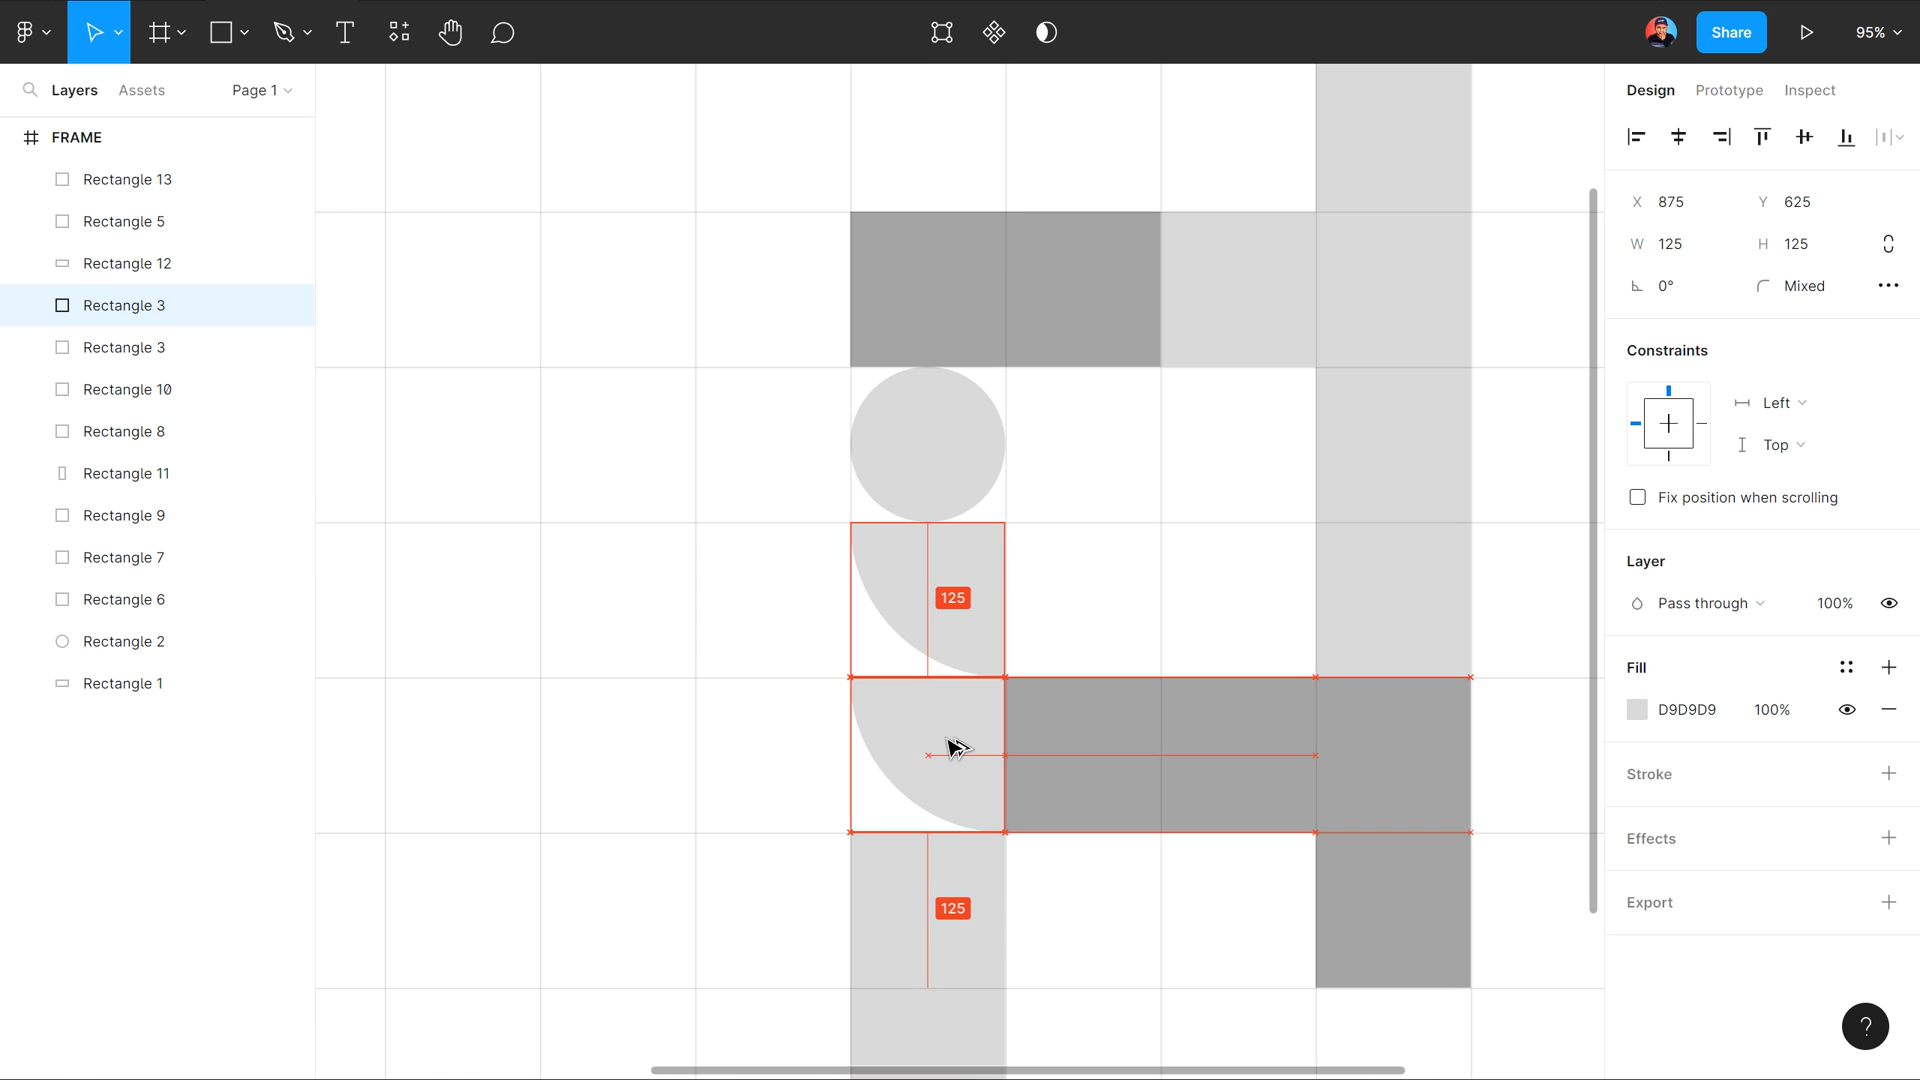 Share
95%
Layers
Assets
Page 1
FRAME
Rectangle 13
Rectangle 5
Rectangle 12
Rectangle 3
Rectangle 3
Rectangle 10
Rectangle 8
Rectangle 11
Rectangle 9
Rectangle 7
Rectangle 6
Rectangle 2
Rectangle 1
125
125
Design
Prototype
Inspect
X 875 Y 625
W 125 H 125
0° Mixed
Constraints
Left
Top
Fix position when scrolling
Layer
Pass through 100%
Fill
D9D9D9 100%
Stroke
Effects
Export
?